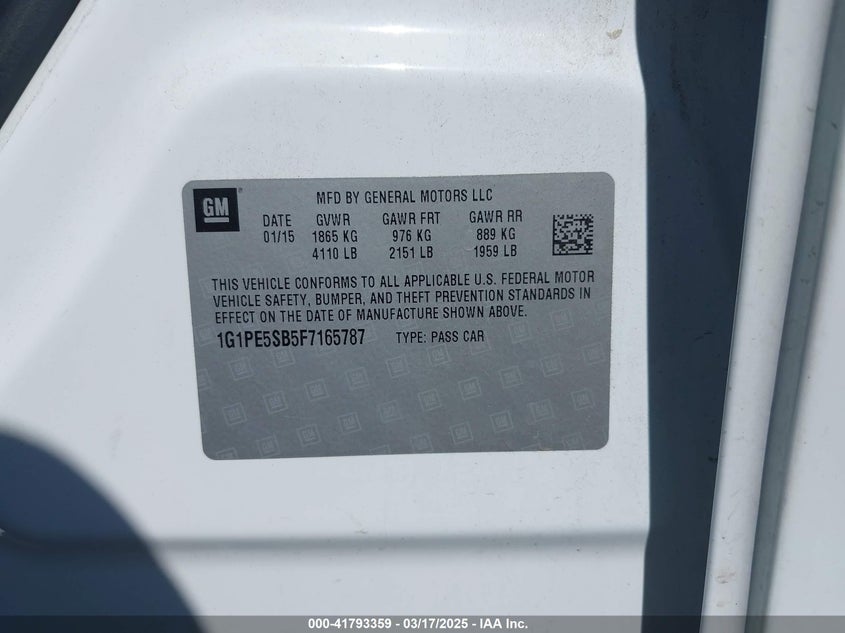 GM®
MFD BY GENERAL MOTORS LLC
DATE GVWR GAWR FRT GAWR RR
01/15 1865 KG 976 KG 889 KG
4110 LB 2151 LB 1959 LB
THIS VEHICLE CONFORMS TO ALL APPLICABLE U.S. FEDERAL MOTOR
VEHICLE SAFETY, BUMPER, AND THEFT PREVENTION STANDARDS IN
EFFECT ON THE DATE OF MANUFACTURE SHOWN ABOVE.
1G1PE5SB5F7165787 TYPE: PASS CAR
000-41793359 - 03/17/2025 - IAA Inc.